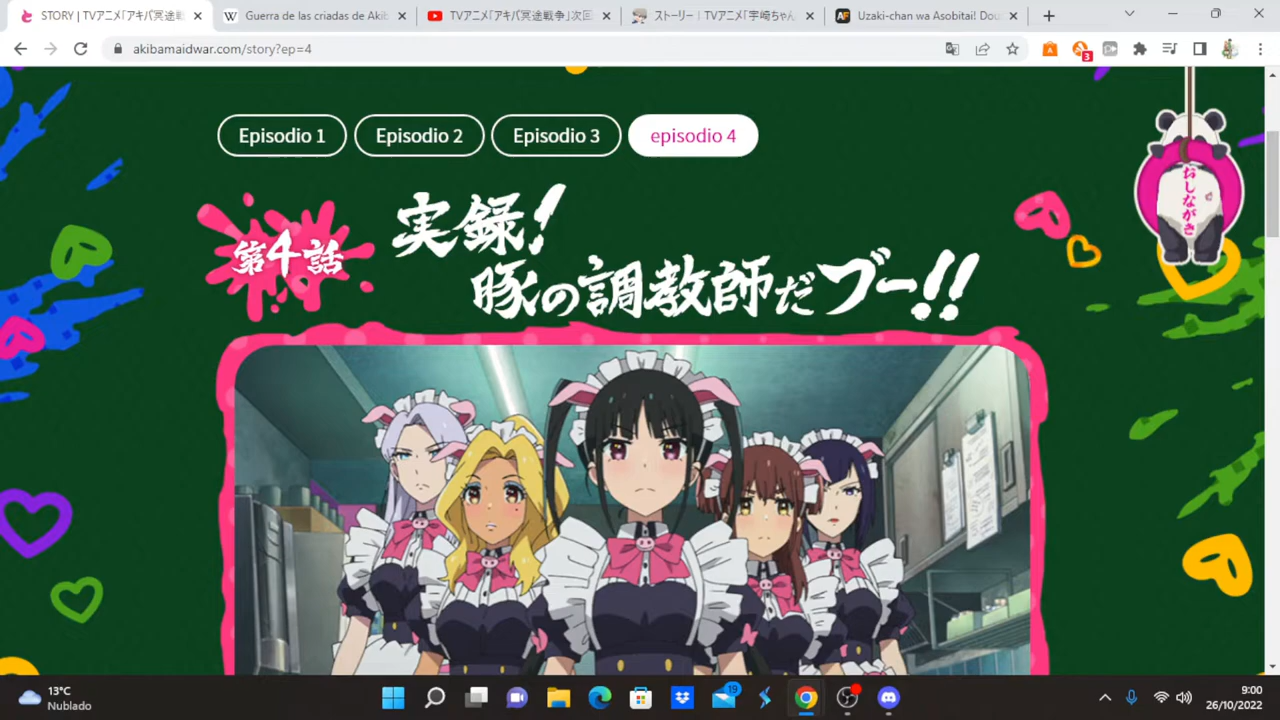 STORY | TVアニメ「アキバ冥途戦
Guerra de las criadas de Akib
TVアニメ「アキバ冥途戦争」次回
ストーリー | TVアニメ「宇崎ちゃん
Uzaki-chan wa Asobitai! Dou
akibamaidwar.com/story?ep=4
3
Episodio 1
Episodio 2
Episodio 3
episodio 4
おしながき
第4話
実録!
豚の調教師だブー!!
13°C
Nublado
19
9:00
26/10/2022